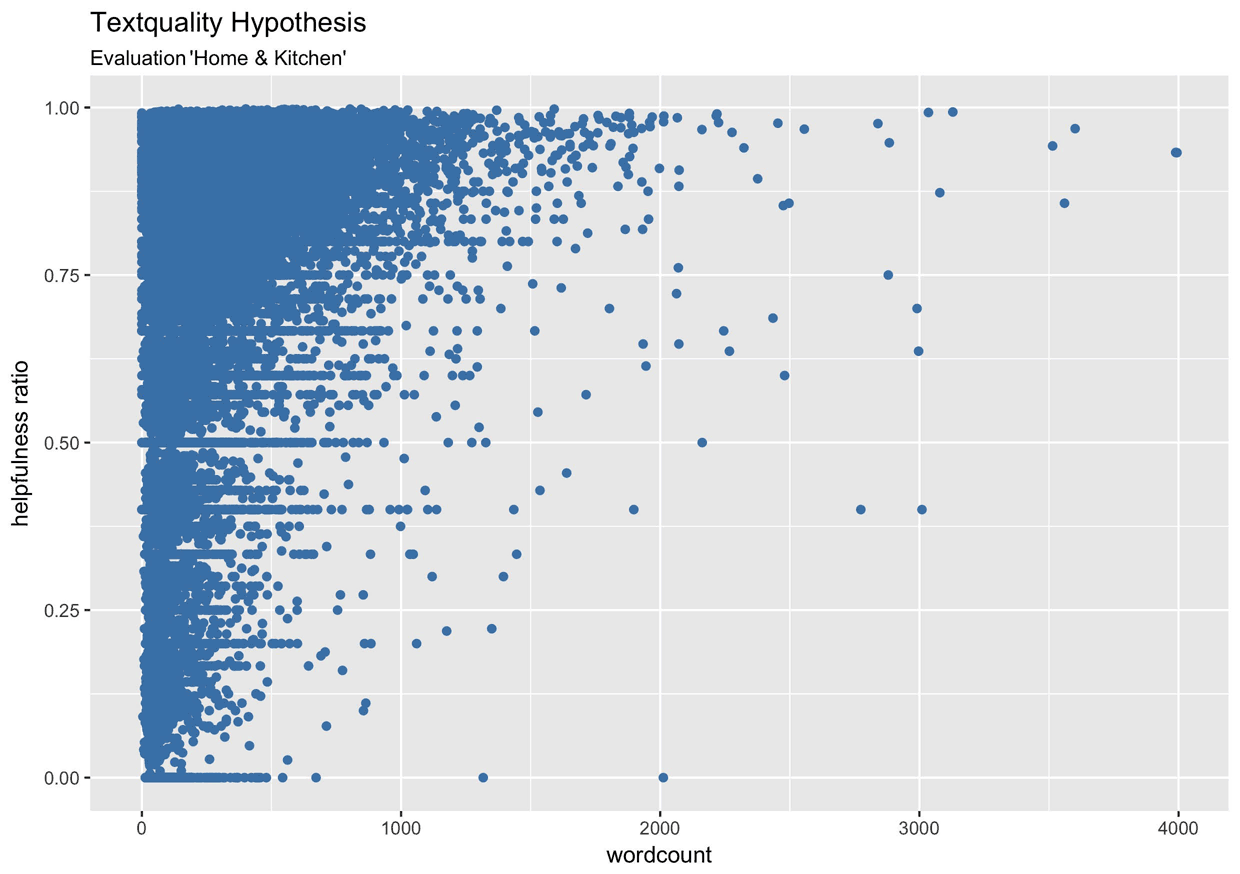 Textquality Hypothesis
Evaluation 'Home & Kitchen'
1.00
0.75
0.50
0.25
0.00
helpfulness ratio
0 1000 2000 3000 4000
wordcount